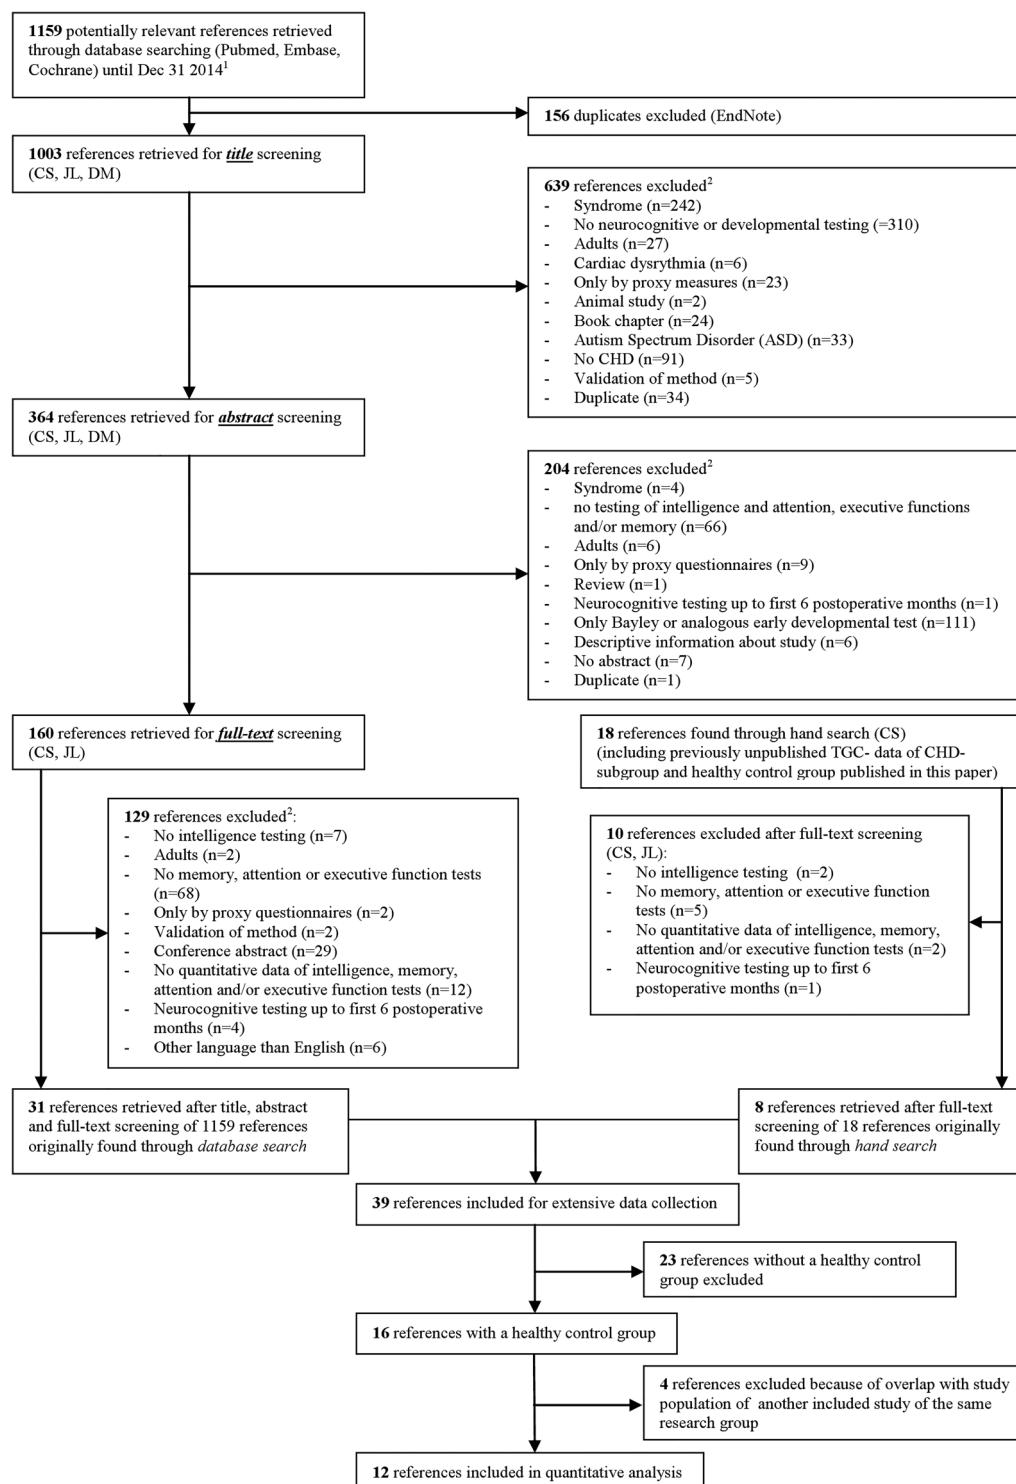 1159 potentially relevant references retrieved
through database searching (Pubmed, Embase,
Cochrane) until Dec 31 2014¹
156 duplicates excluded (EndNote)
1003 references retrieved for title screening
(CS, JL, DM)
639 references excluded²
- Syndrome (n=242)
- No neurocognitive or developmental testing (=310)
- Adults (n=27)
- Cardiac dysrythmia (n=6)
- Only by proxy measures (n=23)
- Animal study (n=2)
- Book chapter (n=24)
- Autism Spectrum Disorder (ASD) (n=33)
- No CHD (n=91)
- Validation of method (n=5)
- Duplicate (n=34)
364 references retrieved for abstract screening
(CS, JL, DM)
204 references excluded²
- Syndrome (n=4)
- no testing of intelligence and attention, executive functions
and/or memory (n=66)
- Adults (n=6)
- Only by proxy questionnaires (n=9)
- Review (n=1)
- Neurocognitive testing up to first 6 postoperative months (n=1)
- Only Bayley or analogous early developmental test (n=111)
- Descriptive information about study (n=6)
- No abstract (n=7)
- Duplicate (n=1)
160 references retrieved for full-text screening
(CS, JL)
18 references found through hand search (CS)
(including previously unpublished TGC- data of CHD-
subgroup and healthy control group published in this paper)
129 references excluded²:
- No intelligence testing (n=7)
- Adults (n=2)
- No memory, attention or executive function tests
(n=68)
- Only by proxy questionnaires (n=2)
- Validation of method (n=2)
- Conference abstract (n=29)
- No quantitative data of intelligence, memory,
attention and/or executive function tests (n=12)
- Neurocognitive testing up to first 6 postoperative
months (n=4)
- Other language than English (n=6)
10 references excluded after full-text screening
(CS, JL):
- No intelligence testing (n=2)
- No memory, attention or executive function
tests (n=5)
- No quantitative data of intelligence, memory,
attention and/or executive function tests (n=2)
- Neurocognitive testing up to first 6
postoperative months (n=1)
31 references retrieved after title, abstract
and full-text screening of 1159 references
originally found through database search
8 references retrieved after full-text
screening of 18 references originally
found through hand search
39 references included for extensive data collection
23 references without a healthy control
group excluded
16 references with a healthy control group
4 references excluded because of overlap with study
population of another included study of the same
research group
12 references included in quantitative analysis